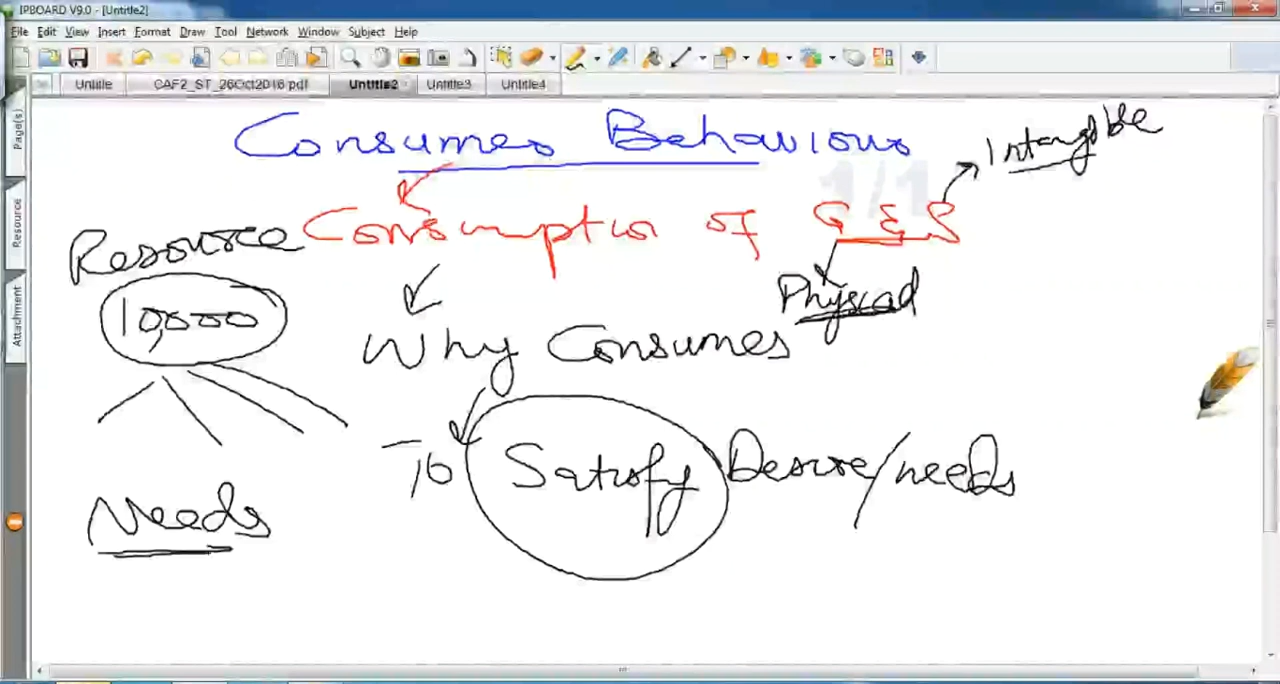 IPBOARD V9.0 - [Untitle2]
File Edit View Insert Format Draw Tool Network Window Subject Help
Untitle CAF2_ST_26Oct2016.pdf Untitle2 Untitle3 Untitle4
Page(s)
Resource
Attachment
1/1
Consumer Behaviour
Intangible
Consumption of G & S
Physical
Resource
10,000
Why Consumes
To Satisfy Desire/needs
Needs